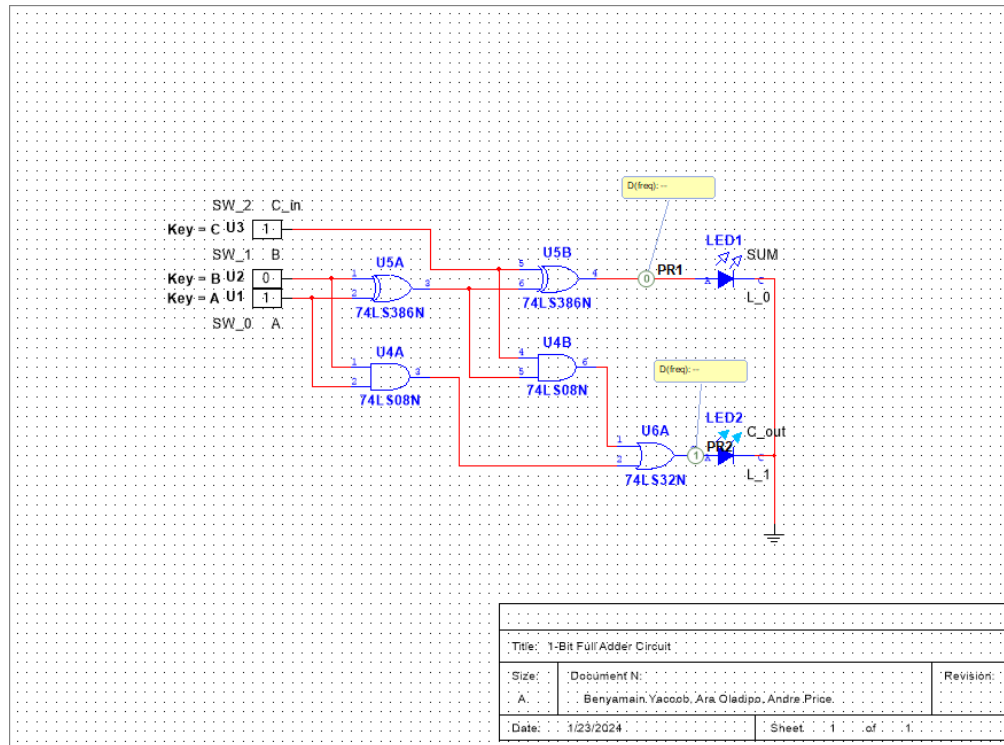 D(freq): --
SW_2 C_in
Key = C U3 1
LED1
SUM
SW_1 B
U5A
U5B
Key = B U2 0
1
5
4
0
PR1
A
C
Key = A U1 1
2
3
6
74LS386N
74LS386N
L_0
SW_0 A
U4A
U4B
1
3
4
6
D(freq): --
2
5
74LS08N
74LS08N
LED2
U6A
C_out
1
PR2
2
1
A
C
74LS32N
L_1
Title: 1-Bit Full Adder Circuit
Size: Document N: Revision:
A Benyamain Yacoob, Ara Oladipo, Andre Price
Date: 1/23/2024 Sheet 1 of 1